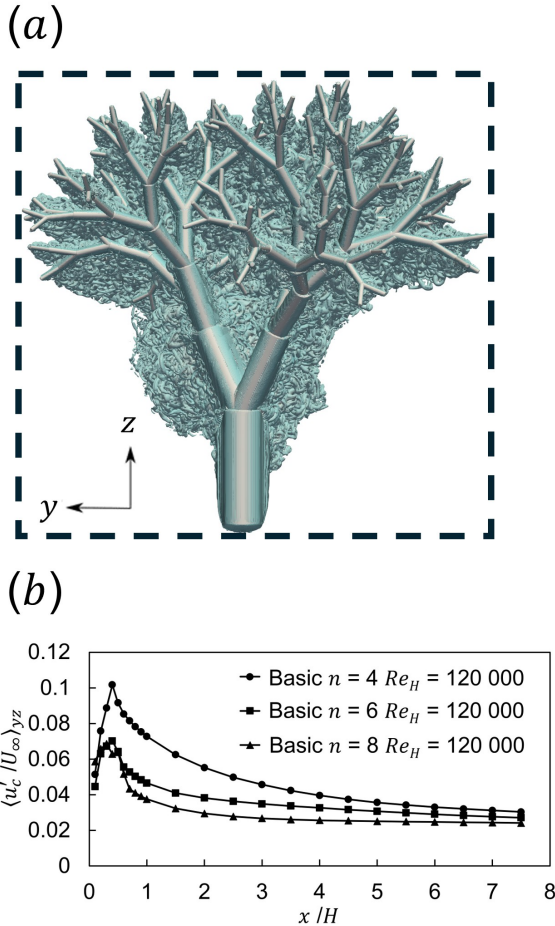 (a)
z
y
(b)
0.12
0.1
0.08
0.06
0.04
0.02
0
⟨u′c /U∞⟩yz
Basic n = 4 ReH = 120 000
Basic n = 6 ReH = 120 000
Basic n = 8 ReH = 120 000
0 1 2 3 4 5 6 7 8
x /H